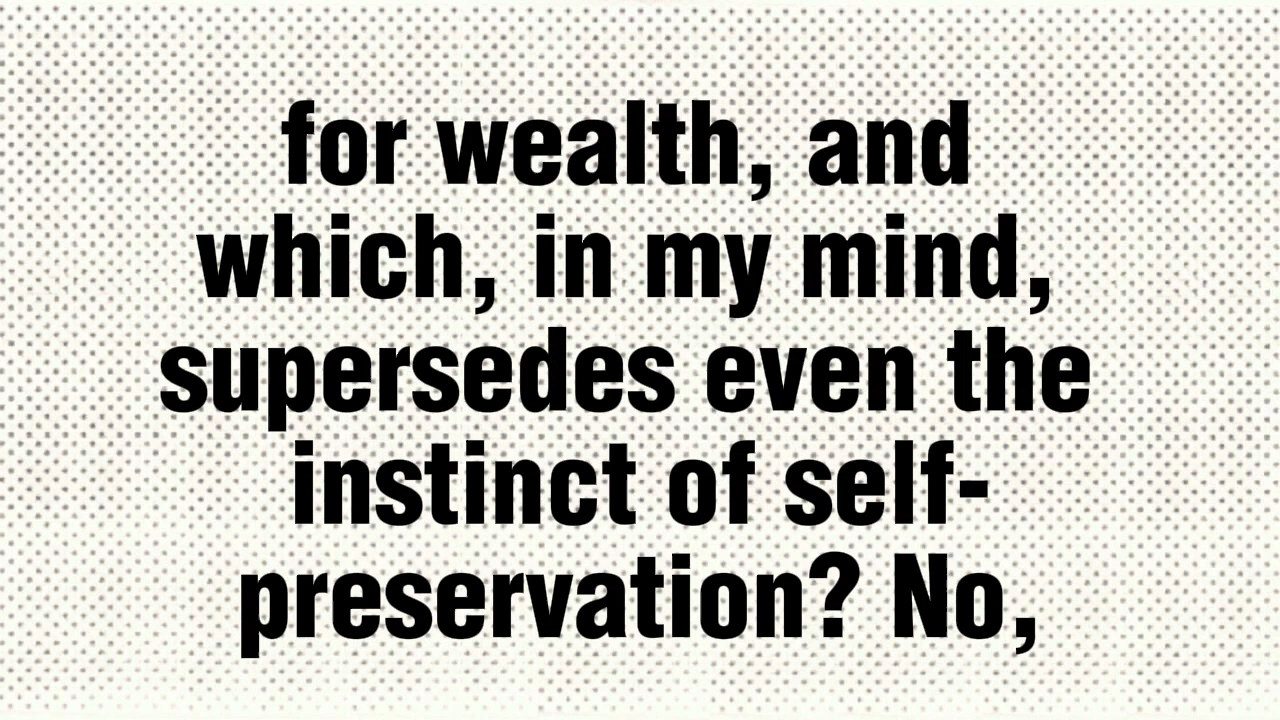 for wealth, and
which, in my mind,
supersedes even the
instinct of self-
preservation? No,